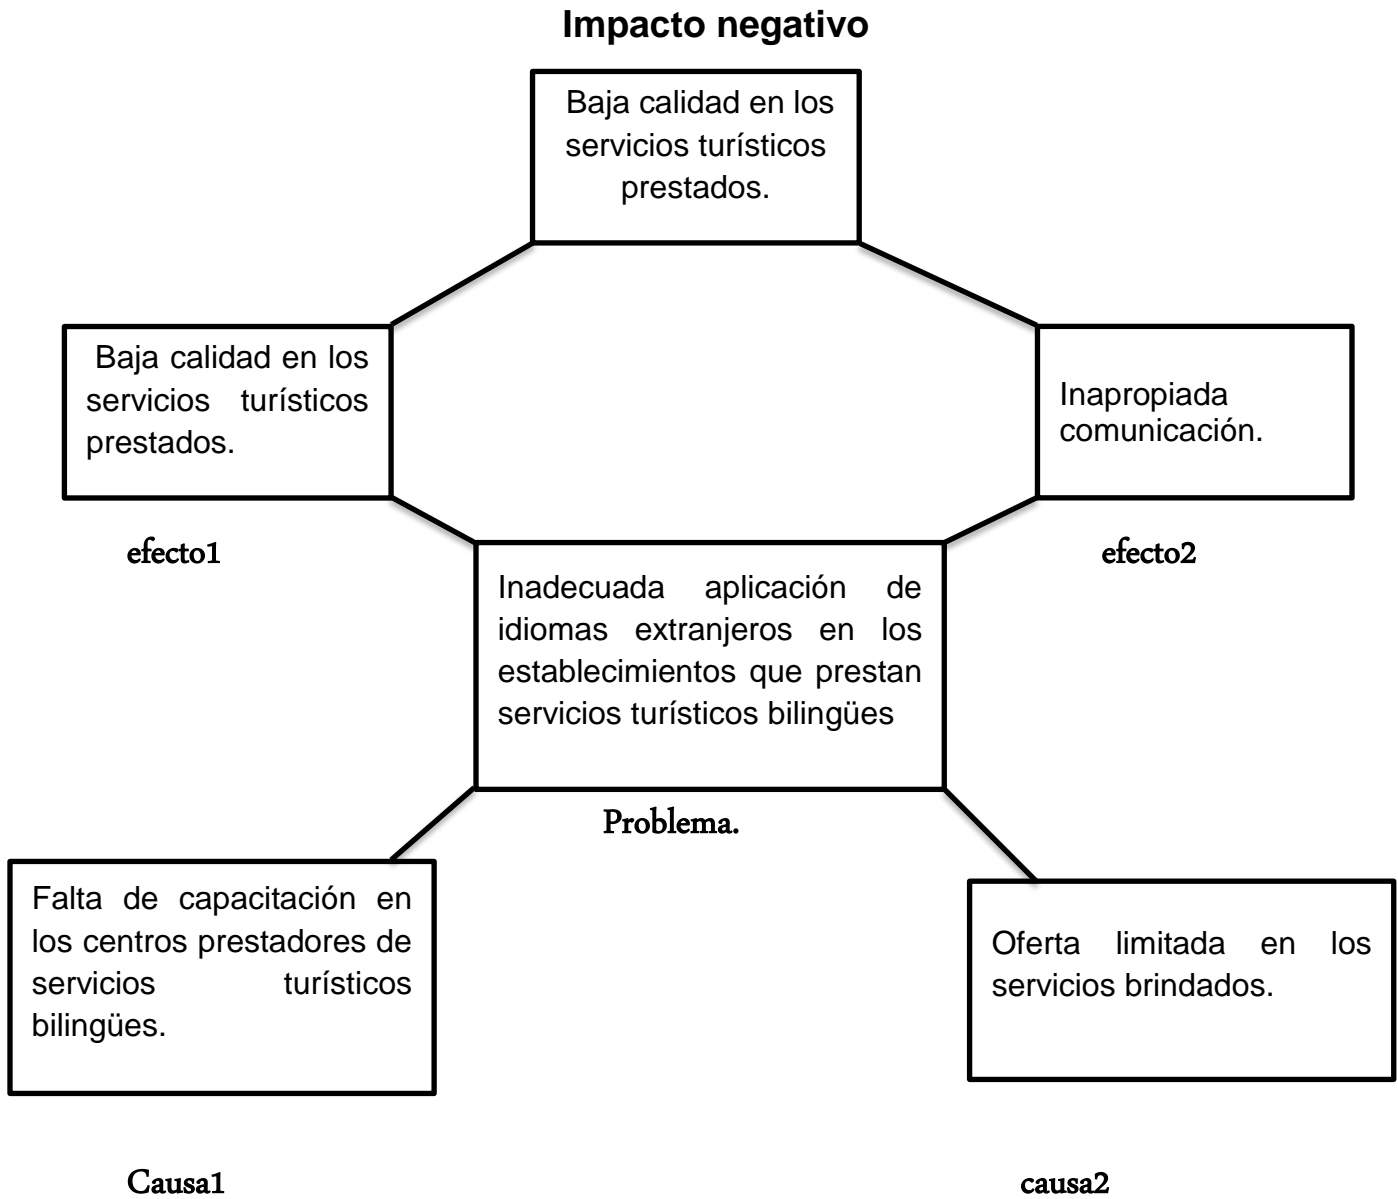 Impacto negativo
Baja calidad en los
servicios turísticos
prestados.
Baja calidad en los
servicios turísticos
prestados.
Inapropiada
comunicación.
efecto1
efecto2
Inadecuada aplicación de
idiomas extranjeros en los
establecimientos que prestan
servicios turísticos bilingües
Problema.
Falta de capacitación en
los centros prestadores de
servicios turísticos
bilingües.
Oferta limitada en los
servicios brindados.
Causa1
causa2